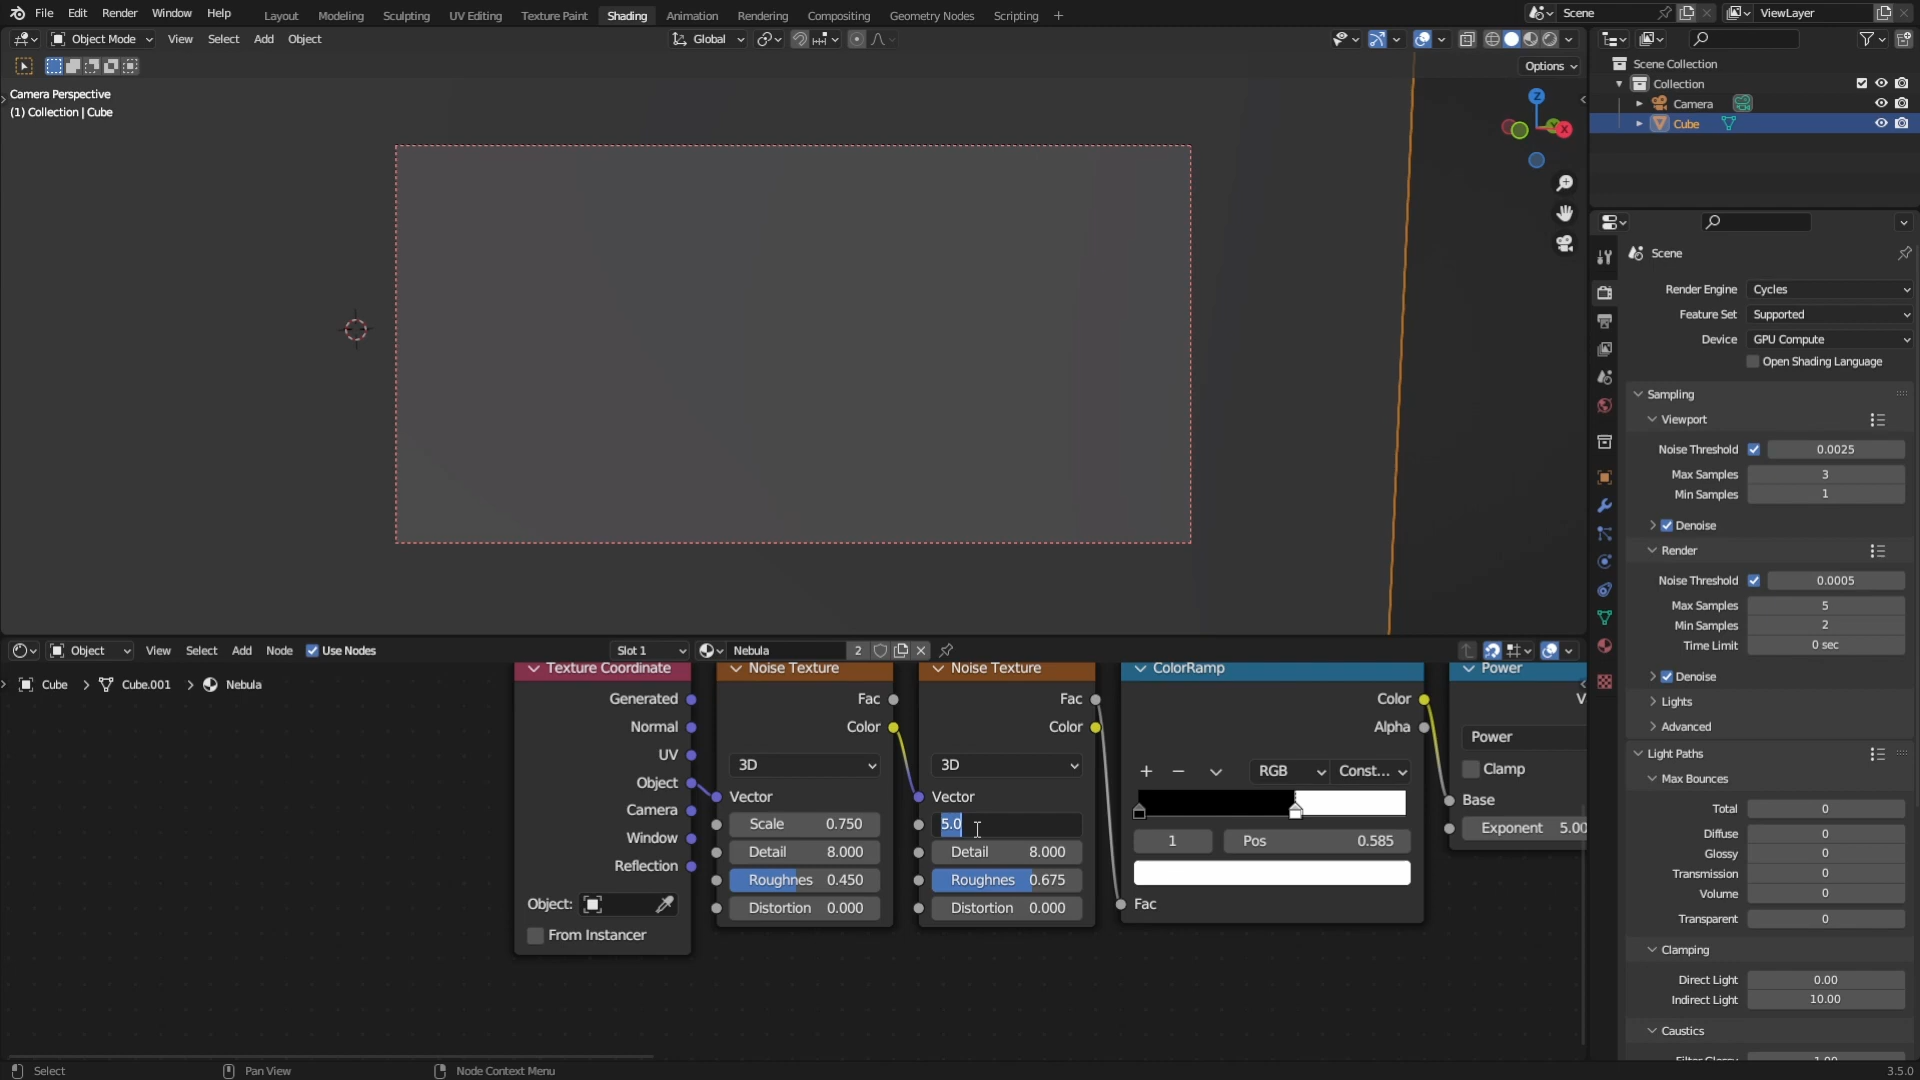 File Edit Render Window Help Layout Modeling Sculpting UV Editing Texture Paint Shading Animation Rendering Compositing Geometry Nodes Scripting Scene ViewLayer
Object Mode View Select Add Object Global
Options
Camera Perspective
(1) Collection | Cube
Z
X
Scene Collection
Collection
Camera
Cube
Scene
Render Engine Cycles
Feature Set Supported
Device GPU Compute
Open Shading Language
Sampling
Viewport
Noise Threshold 0.0025
Max Samples 3
Min Samples 1
Denoise
Render
Noise Threshold 0.0005
Max Samples 5
Min Samples 2
Time Limit 0 sec
Denoise
Lights
Advanced
Light Paths
Max Bounces
Total 0
Diffuse 0
Glossy 0
Transmission 0
Volume 0
Transparent 0
Clamping
Direct Light 0.00
Indirect Light 10.00
Caustics
Object View Select Add Node Use Nodes Slot 1 Nebula 2
Cube Cube.001 Nebula
Texture Coordinate
Generated
Normal
UV
Object
Camera
Window
Reflection
Object:
From Instancer
Noise Texture
Fac
Color
3D
Vector
Scale 0.750
Detail 8.000
Roughnes 0.450
Distortion 0.000
Noise Texture
Fac
Color
3D
Vector
5.0
Detail 8.000
Roughnes 0.675
Distortion 0.000
ColorRamp
Color
Alpha
RGB Const...
1 Pos 0.585
Fac
Power
Power
Clamp
Base
Exponent 5.00
Select Pan View Node Context Menu 3.5.0